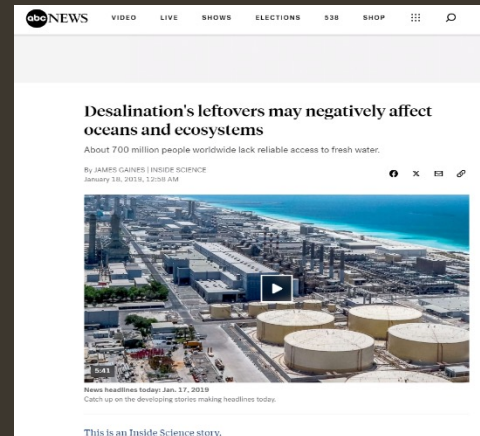 abc NEWS VIDEO LIVE SHOWS ELECTIONS 538 SHOP
Desalination's leftovers may negatively affect
oceans and ecosystems
About 700 million people worldwide lack reliable access to fresh water.
By JAMES GAINES | INSIDE SCIENCE
January 18, 2019, 12:58 AM
5:41
News headlines today: Jan. 17, 2019
Catch up on the developing stories making headlines today.
This is an Inside Science story.